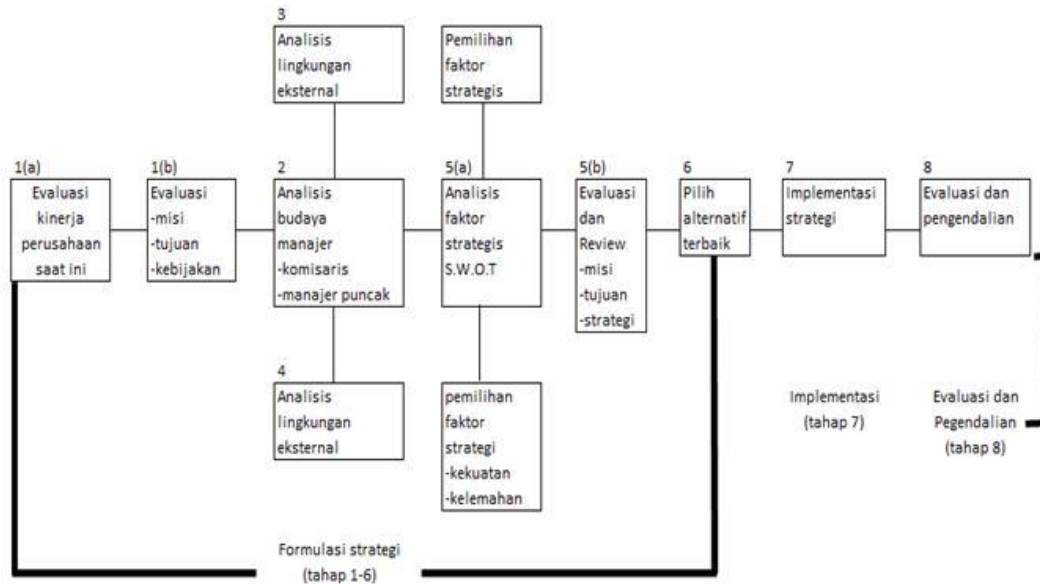 3
Analisis
lingkungan
eksternal
Pemilihan
faktor
strategis
1(a)
Evaluasi
kinerja
perusahaan
saat ini
1(b)
Evaluasi
-misi
-tujuan
-kebijakan
2
Analisis
budaya
manajer
-komisaris
-manajer puncak
5(a)
Analisis
faktor
strategis
S.W.O.T
5(b)
Evaluasi
dan
Review
-misi
-tujuan
-strategi
6
Pilih
alternatif
terbaik
7
Implementasi
strategi
8
Evaluasi dan
pengendalian
4
Analisis
lingkungan
eksternal
pemilihan
faktor
strategi
-kekuatan
-kelemahan
Implementasi
(tahap 7)
Evaluasi dan
Pegendalian
(tahap 8)
Formulasi strategi
(tahap 1-6)